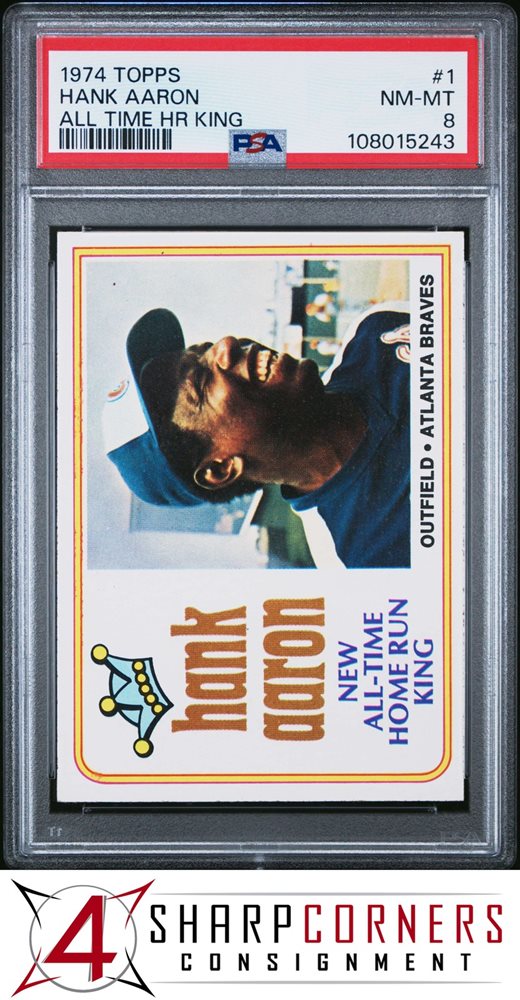 1974 TOPPS #1
HANK AARON NM-MT
ALL TIME HR KING 8
PSA 108015243
hank
aaron
NEW
ALL-TIME
HOME RUN
KING
OUTFIELD • ATLANTA BRAVES
PSA
4 SHARPCORNERS
CONSIGNMENT